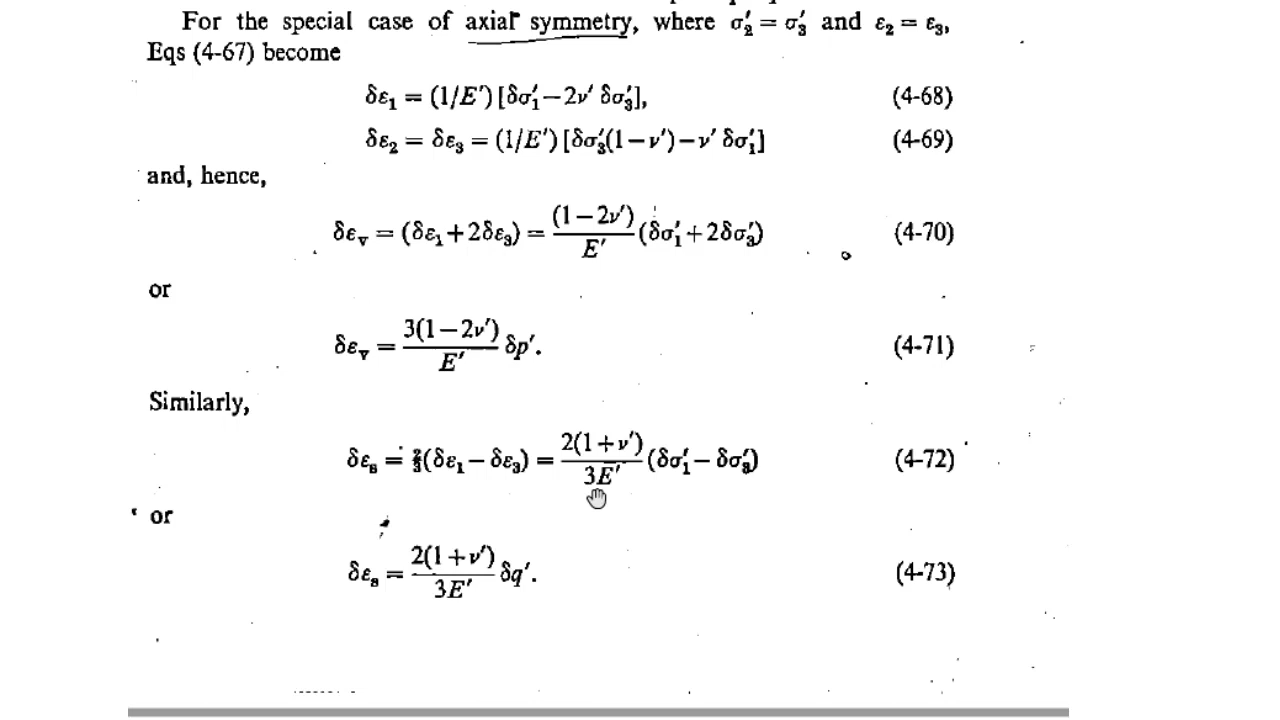 For the special case of axial symmetry, where σ′₂ = σ′₃ and ε₂ = ε₃,
Eqs (4-67) become
δε₁ = (1/E′) [δσ′₁ − 2ν′ δσ′₃], (4-68)
δε₂ = δε₃ = (1/E′) [δσ′₃(1 − ν′) − ν′ δσ′₁] (4-69)
and, hence,
δεᵥ = (δε₁ + 2δε₃) = (1 − 2ν′)/E′ (δσ′₁ + 2δσ′₃) (4-70)
or
δεᵥ = 3(1 − 2ν′)/E′ δp′. (4-71)
Similarly,
δεₛ = ⅔(δε₁ − δε₃) = 2(1 + ν′)/3E′ (δσ′₁ − δσ′₃) (4-72)
or
δεₛ = 2(1 + ν′)/3E′ δq′. (4-73)